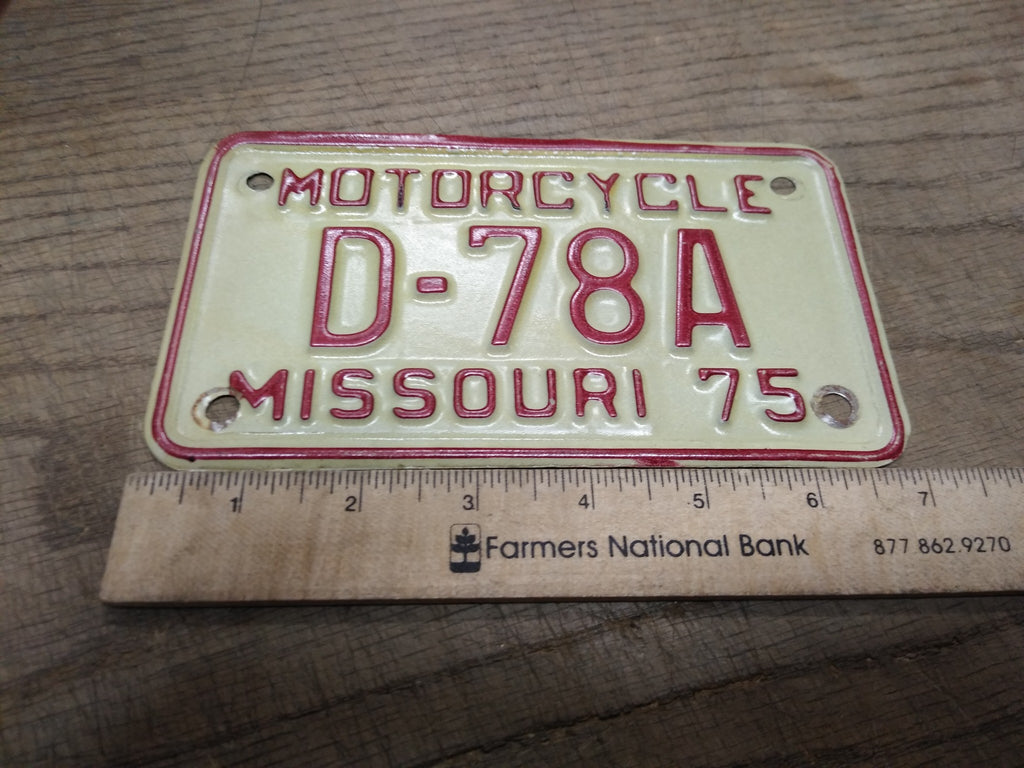 MOTORCYCLE
D-78A
MISSOURI 75
1 2 3 4 5 6 7
Farmers National Bank 877.862.9270